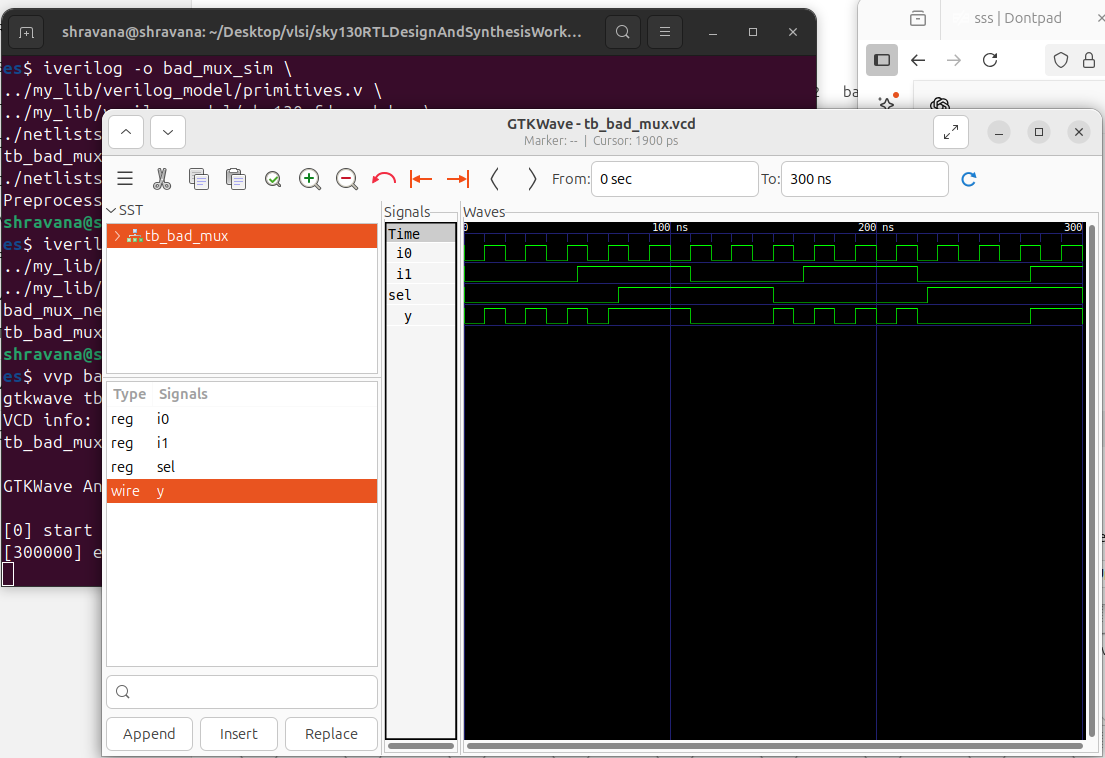 shravana@shravana: ~/Desktop/vlsi/sky130RTLDesignAndSynthesisWork...
sss | Dontpad
es$ iverilog -o bad_mux_sim \
../my_lib/verilog_model/primitives.v \
../my_lib/
./netlists
tb_bad_mux
./netlists
Preprocess
shravana@s
es$ iveril
../my_lib/
../my_lib/
bad_mux_ne
tb_bad_mux
shravana@s
es$ vvp ba
gtkwave tb
VCD info:
tb_bad_mux
GTKWave An
[0] start
[300000] e
ba
GTKWave - tb_bad_mux.vcd
Marker: -- | Cursor: 1900 ps
From: 0 sec
To: 300 ns
SST
tb_bad_mux
Type Signals
reg i0
reg i1
reg sel
wire y
Append Insert Replace
Signals
Time
i0
i1
sel
y
Waves
0 100 ns 200 ns 300